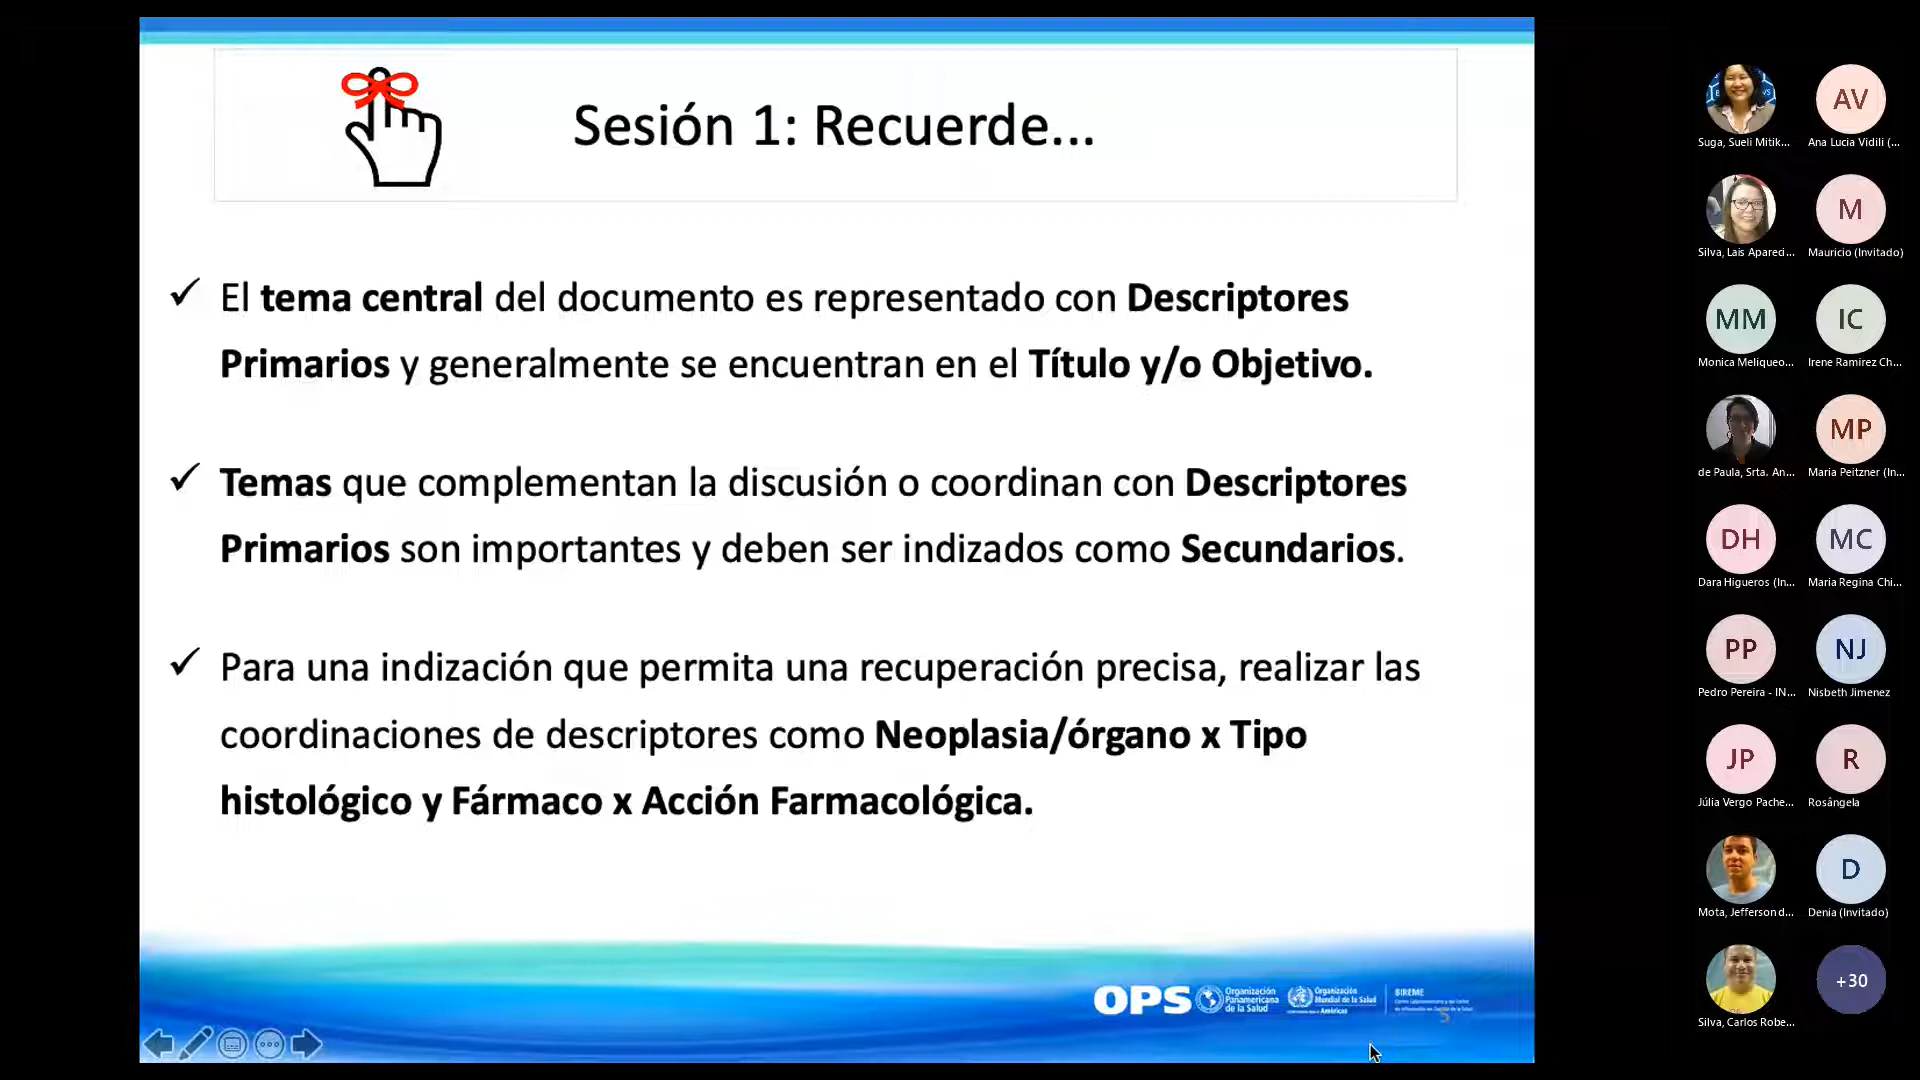 Sesión 1: Recuerde...
El tema central del documento es representado con Descriptores
Primarios y generalmente se encuentran en el Título y/o Objetivo.
Temas que complementan la discusión o coordinan con Descriptores
Primarios son importantes y deben ser indizados como Secundarios.
Para una indización que permita una recuperación precisa, realizar las
coordinaciones de descriptores como Neoplasia/órgano x Tipo
histológico y Fármaco x Acción Farmacológica.
OPS
Organización
Panamericana
de la Salud
Organización
Mundial de la Salud
Américas
BIREME
5
Suga, Sueli Mitik...
AV
Ana Lucia Vidili (...
Silva, Lais Apareci...
M
Mauricio (Invitado)
MM
Monica Meliqueo...
IC
Irene Ramirez Ch...
de Paula, Srta. An...
MP
Maria Peitzner (In...
DH
Dara Higueros (In...
MC
Maria Regina Chi...
PP
Pedro Pereira - IN...
NJ
Nisbeth Jimenez
JP
Júlia Vergo Pache...
R
Rosângela
Mota, Jefferson d...
D
Denia (Invitado)
Silva, Carlos Robe...
+30